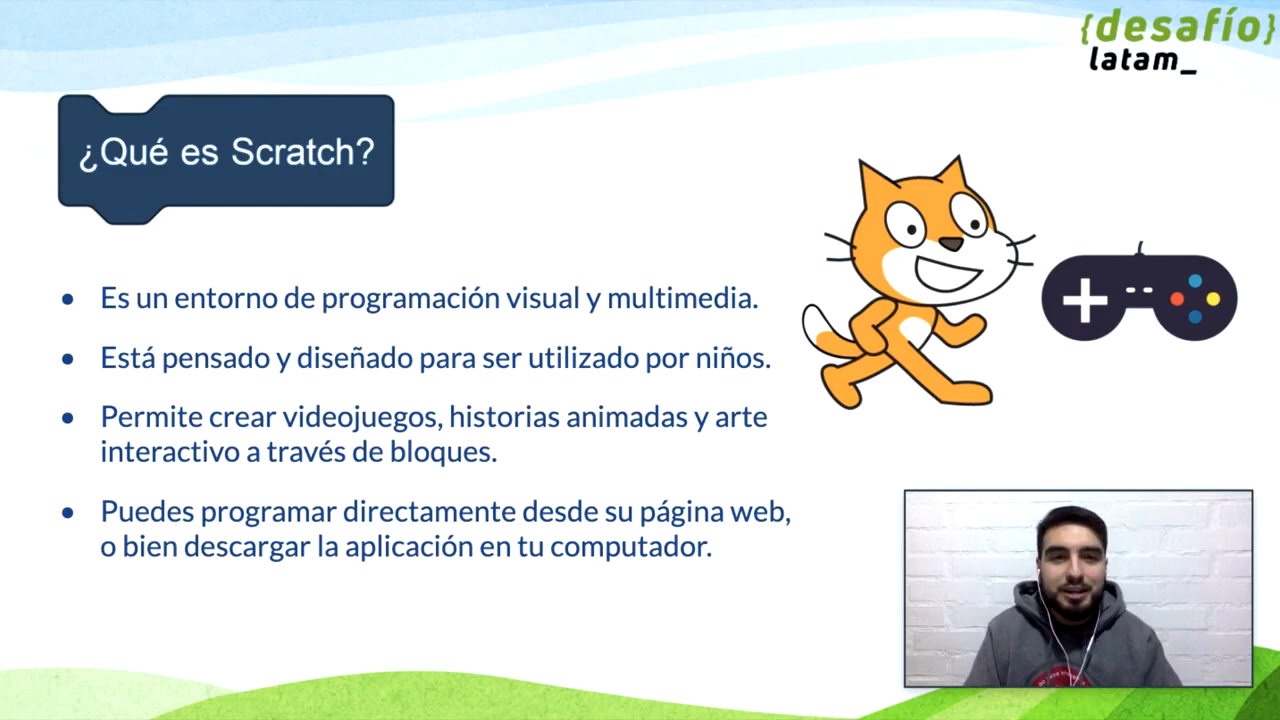 {desafío}
latam_
¿Qué es Scratch?
• Es un entorno de programación visual y multimedia.
• Está pensado y diseñado para ser utilizado por niños.
• Permite crear videojuegos, historias animadas y arte
interactivo a través de bloques.
• Puedes programar directamente desde su página web,
o bien descargar la aplicación en tu computador.